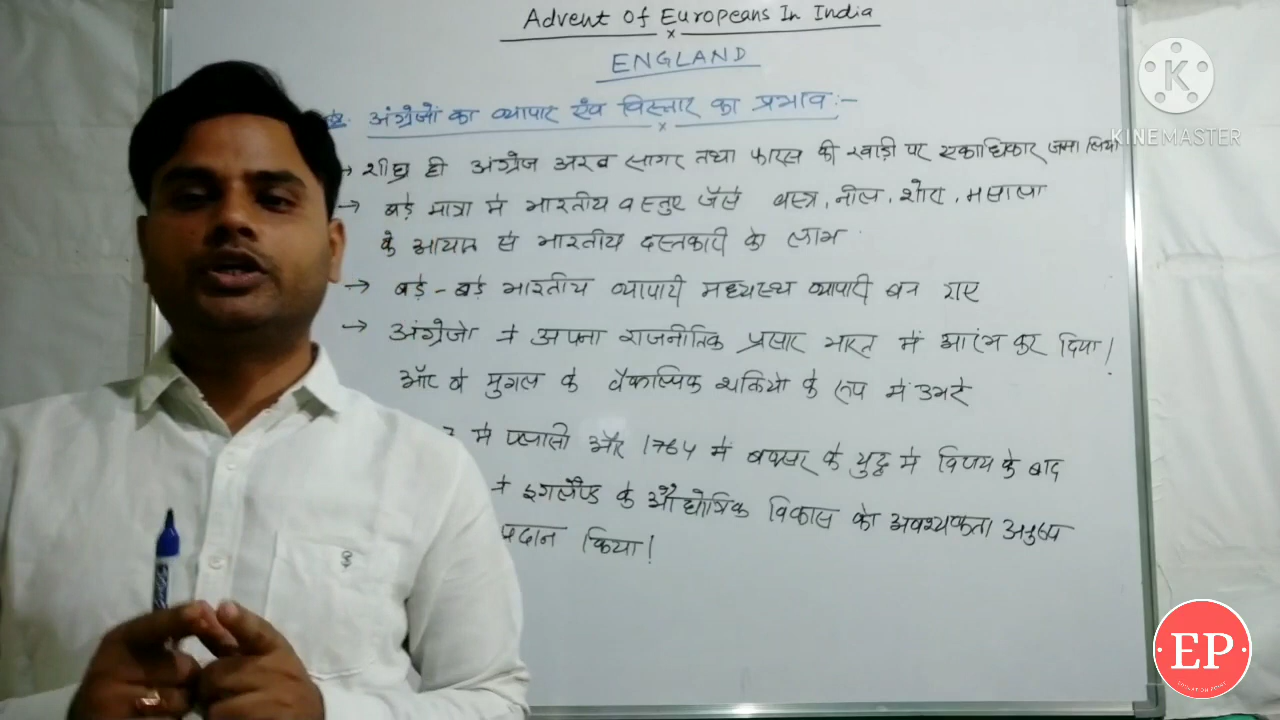 Advent Of Europeans In India
x
ENGLAND
अंग्रेजों का व्यापार एंव विस्तार का प्रभाव :-
x
→ शीघ्र ही अंग्रेज अरब सागर तथा फारस की खाड़ी पर एकाधिकार जमा लिया
→ बड़े मात्रा मे भारतीय वस्तुए जैसे वस्त्र, नील, शोरा, मसाला
के आयात से भारतीय दस्तकारी को लाभ
→ बड़े-बड़े भारतीय व्यापारी मध्यस्थ व्यापारी बन गए
→ अंग्रेजो ने अपना राजनीतिक प्रसार भारत में आरंभ कर दिया!
और वे मुगल के वैकल्पिक शक्तियो के रूप में उभरे
मे प्लासी और 1764 में बक्सर के युद्ध मे विजय के बाद
ने इंगलैण्ड के औद्योगिक विकास को अवश्यकता अनुरूप
प्रदान किया!
KINEMASTER
EP